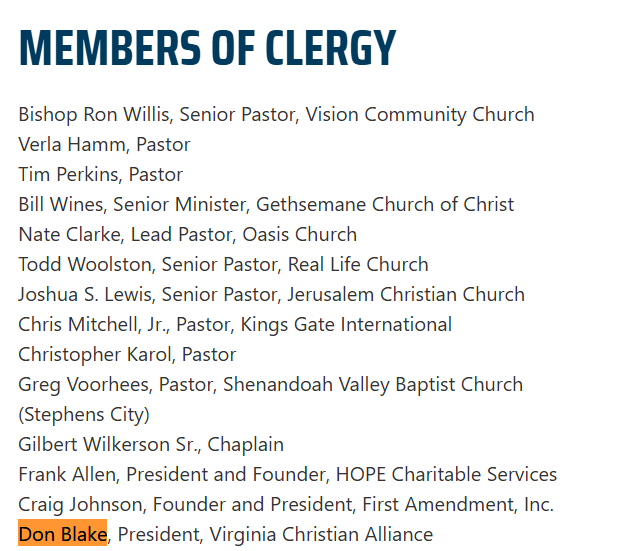 MEMBERS OF CLERGY
Bishop Ron Willis, Senior Pastor, Vision Community Church
Verla Hamm, Pastor
Tim Perkins, Pastor
Bill Wines, Senior Minister, Gethsemane Church of Christ
Nate Clarke, Lead Pastor, Oasis Church
Todd Woolston, Senior Pastor, Real Life Church
Joshua S. Lewis, Senior Pastor, Jerusalem Christian Church
Chris Mitchell, Jr., Pastor, Kings Gate International
Christopher Karol, Pastor
Greg Voorhees, Pastor, Shenandoah Valley Baptist Church
(Stephens City)
Gilbert Wilkerson Sr., Chaplain
Frank Allen, President and Founder, HOPE Charitable Services
Craig Johnson, Founder and President, First Amendment, Inc.
Don Blake, President, Virginia Christian Alliance